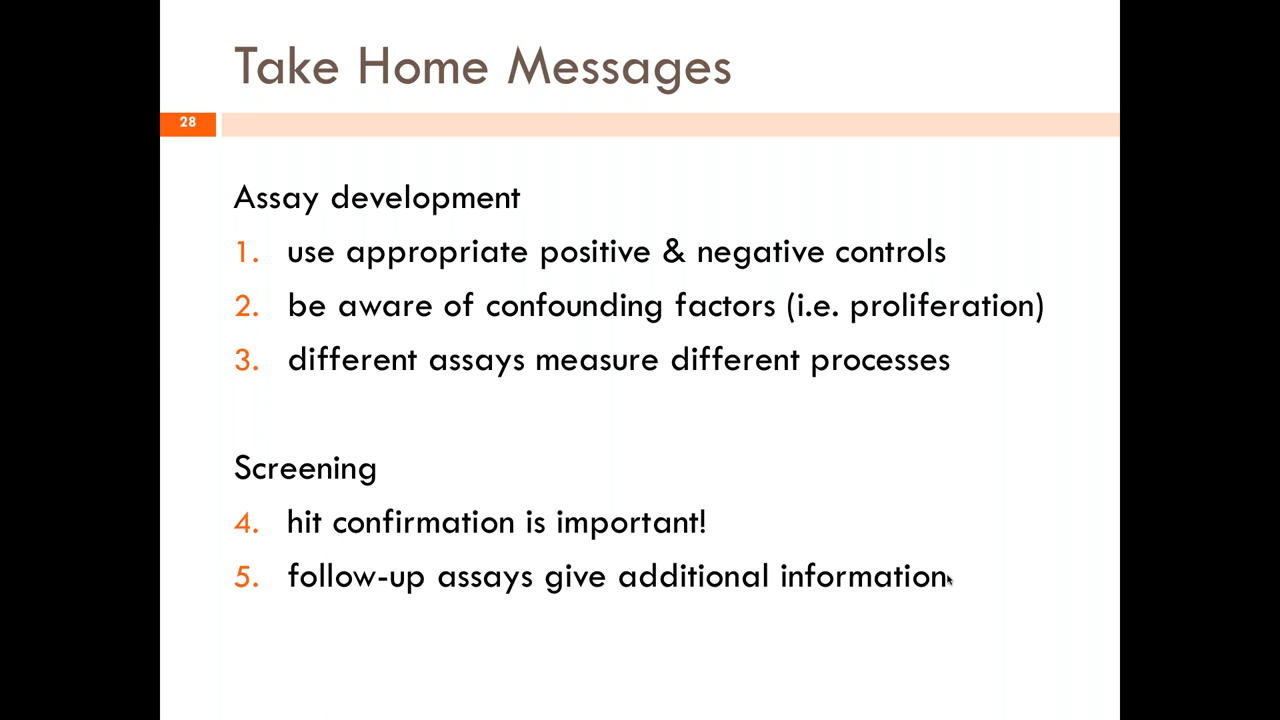 Take Home Messages
28
Assay development
1. use appropriate positive & negative controls
2. be aware of confounding factors (i.e. proliferation)
3. different assays measure different processes
Screening
4. hit confirmation is important!
5. follow-up assays give additional information